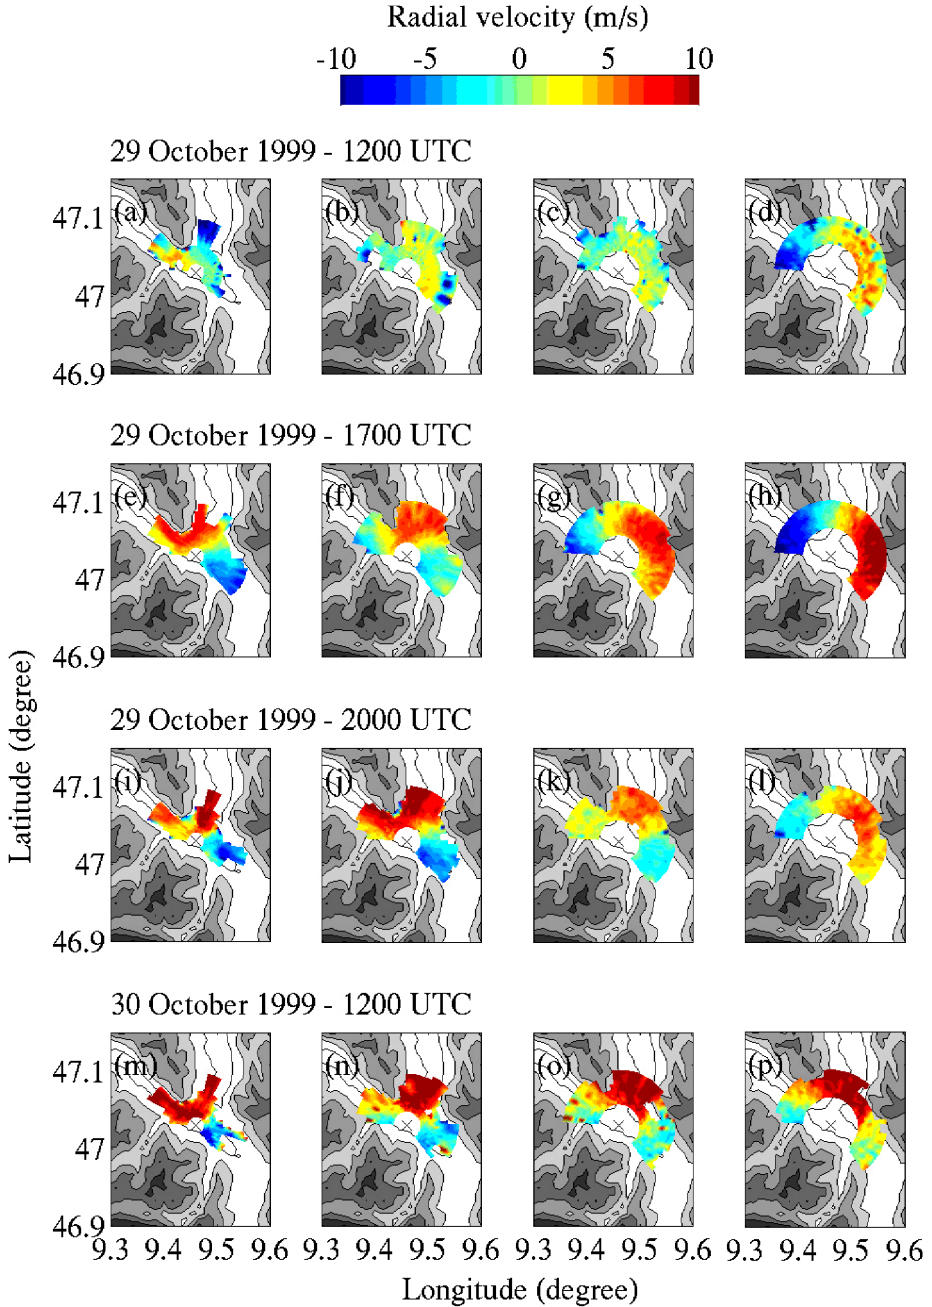 Radial velocity (m/s)
-10 -5 0 5 10
29 October 1999 - 1200 UTC
47.1 (a) (b) (c) (d)
47
46.9
29 October 1999 - 1700 UTC
47.1 (e) (f) (g) (h)
47
46.9
Latitude (degree)
29 October 1999 - 2000 UTC
47.1 (i) (j) (k) (l)
47
46.9
30 October 1999 - 1200 UTC
47.1 (m) (n) (o) (p)
47
46.9
9.3 9.4 9.5 9.6 9.3 9.4 9.5 9.6 9.3 9.4 9.5 9.6 9.3 9.4 9.5 9.6
Longitude (degree)